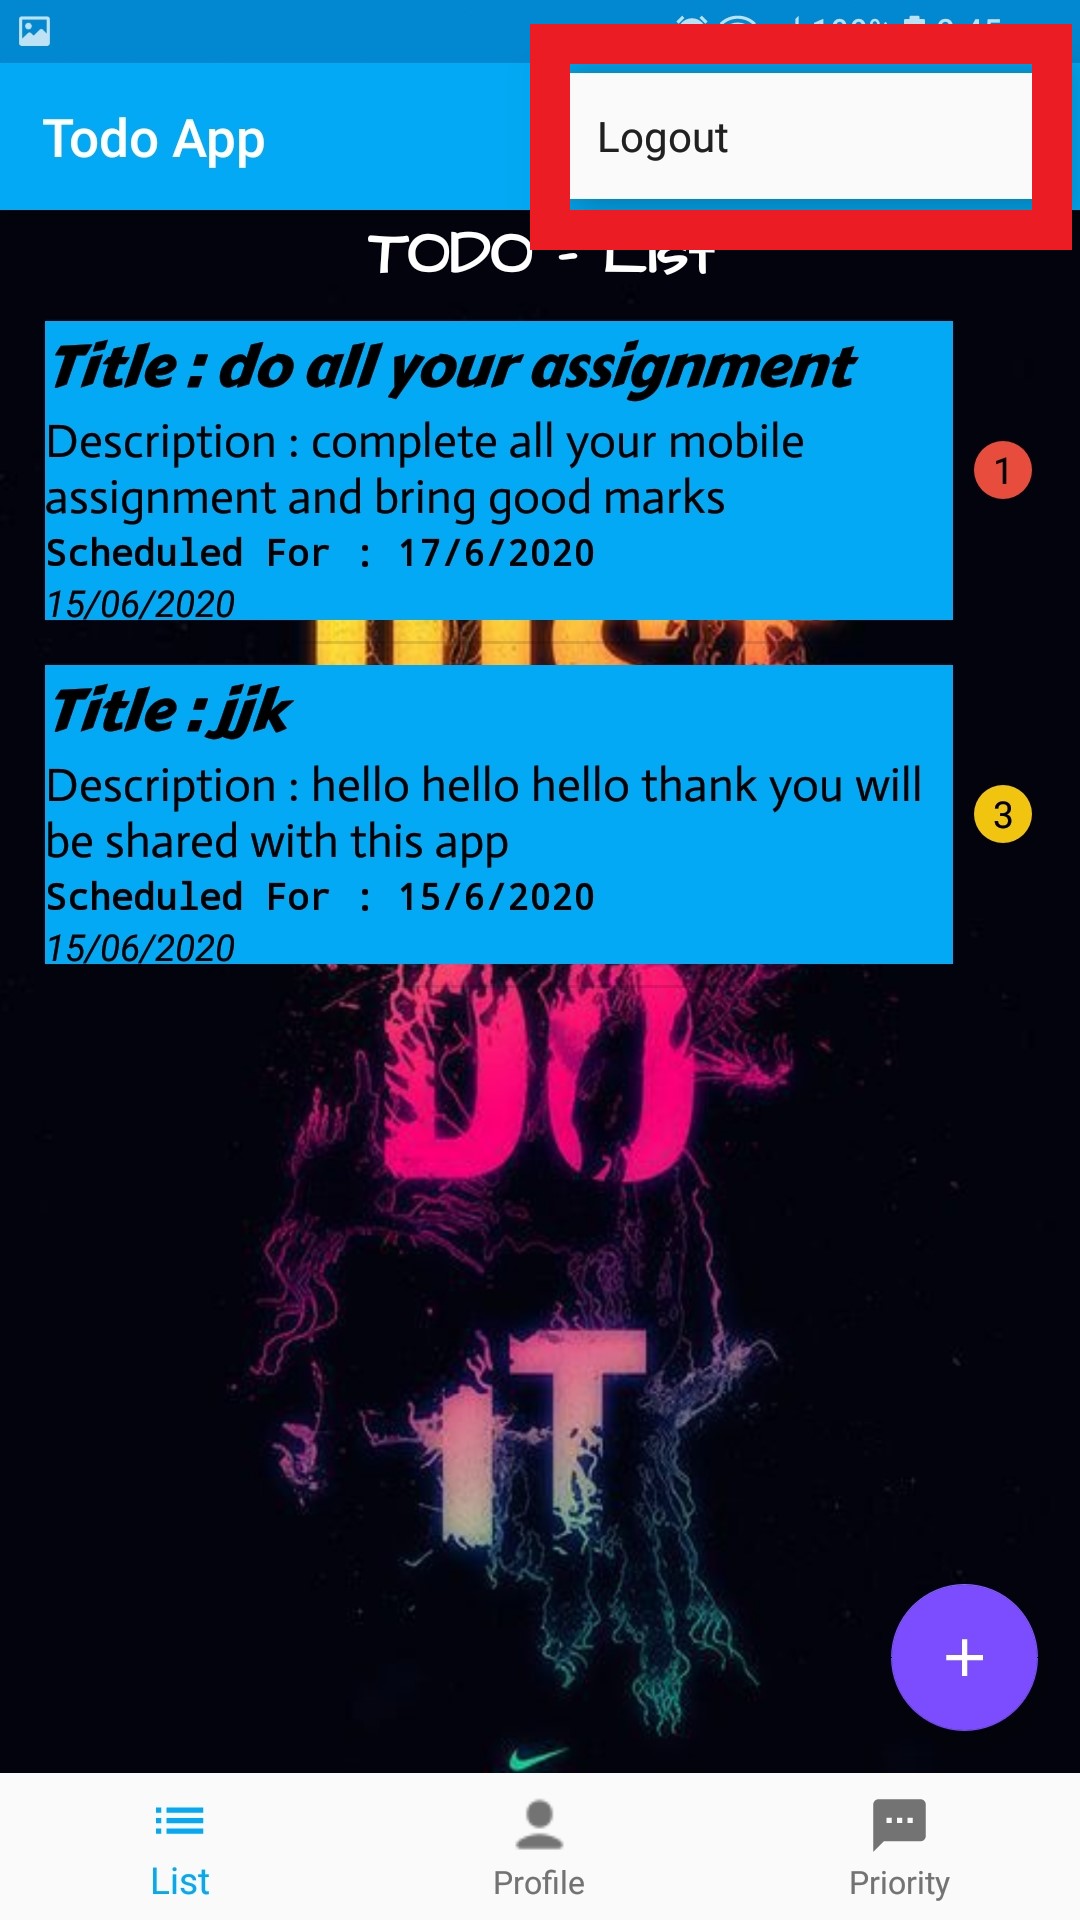 Todo App
Logout
TODO - List
Title : do all your assignment
Description : complete all your mobile
assignment and bring good marks
Scheduled For : 17/6/2020
15/06/2020
1
Title : jjk
Description : hello hello hello thank you will
be shared with this app
Scheduled For : 15/6/2020
15/06/2020
3
DO
IT
+
List
Profile
Priority